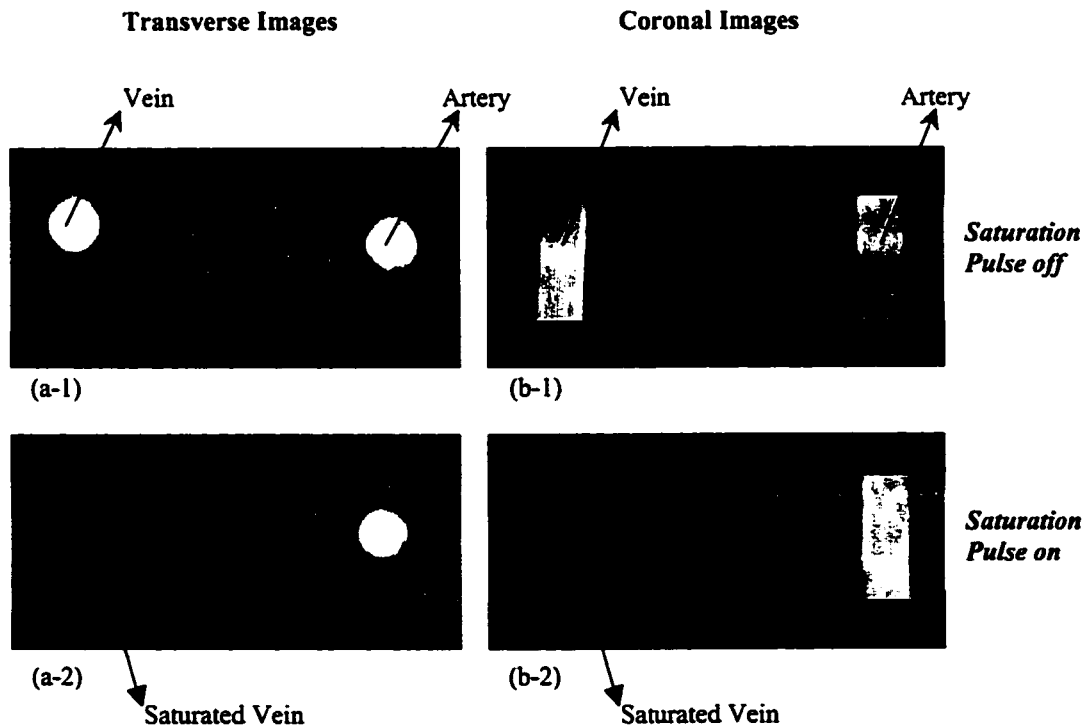 Transverse Images
Coronal Images
Vein
Artery
Vein
Artery
Saturation
Pulse off
(a-1)
(b-1)
Saturation
Pulse on
(a-2)
(b-2)
Saturated Vein
Saturated Vein